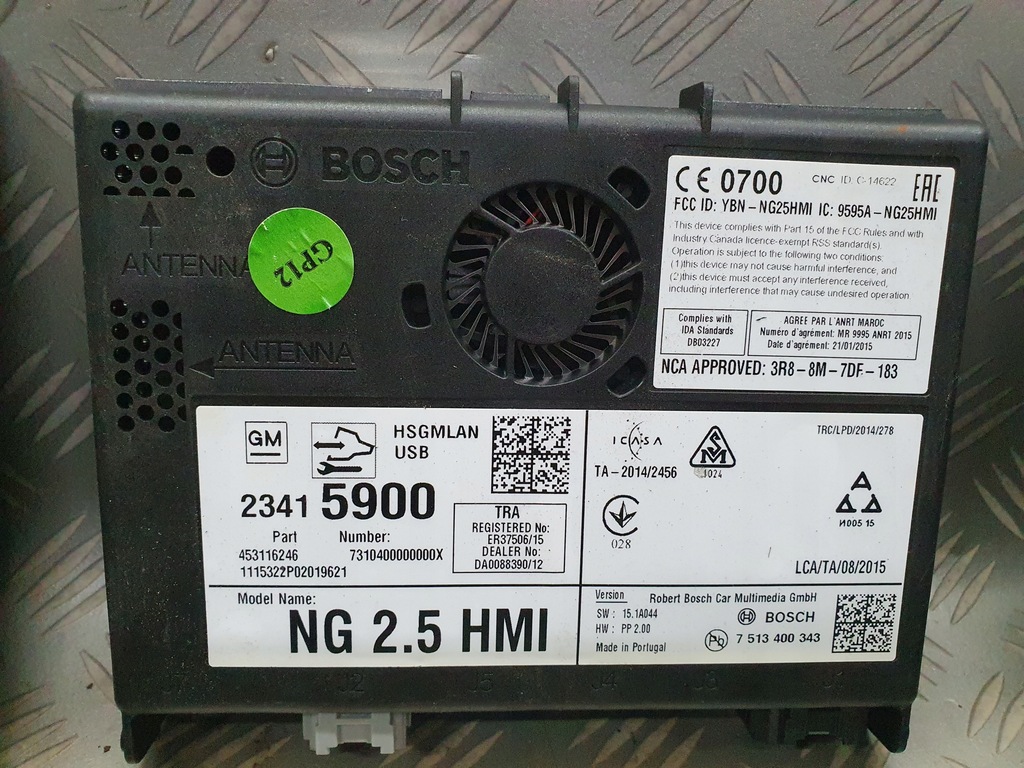 BOSCH
ANTENNA
GP12
ANTENNA
CE 0700 CNC ID: C-14622 EAC
FCC ID: YBN-NG25HMI IC: 9595A-NG25HMI
This device complies with Part 15 of the FCC Rules and with
Industry Canada licence-exempt RSS standard(s).
Operation is subject to the following two conditions:
(1)this device may not cause harmful interference, and
(2)this device must accept any interference received,
including interference that may cause undesired operation
Complies with
IDA Standards
DB03227
AGREE PAR L'ANRT MAROC
Numéro d'agrément: MR 9995 ANRT 2015
Date d'agrément: 21/01/2015
NCA APPROVED: 3R8-8M-7DF-183
GM
HSGMLAN
USB
2341 5900
Part Number:
453116246 7310400000000X
1115322P02019621
TRA
REGISTERED No:
ER37506/15
DEALER No:
DA0088390/12
Model Name:
NG 2.5 HMI
ICASA
TA-2014/2456
1024
TRC/LPD/2014/278
028
И005 15
LCA/TA/08/2015
Version Robert Bosch Car Multimedia GmbH
SW: 15.1A044
HW: PP 2.00
BOSCH
Made in Portugal
Pb 7 513 400 343
J2 J5 J4 J3 J1